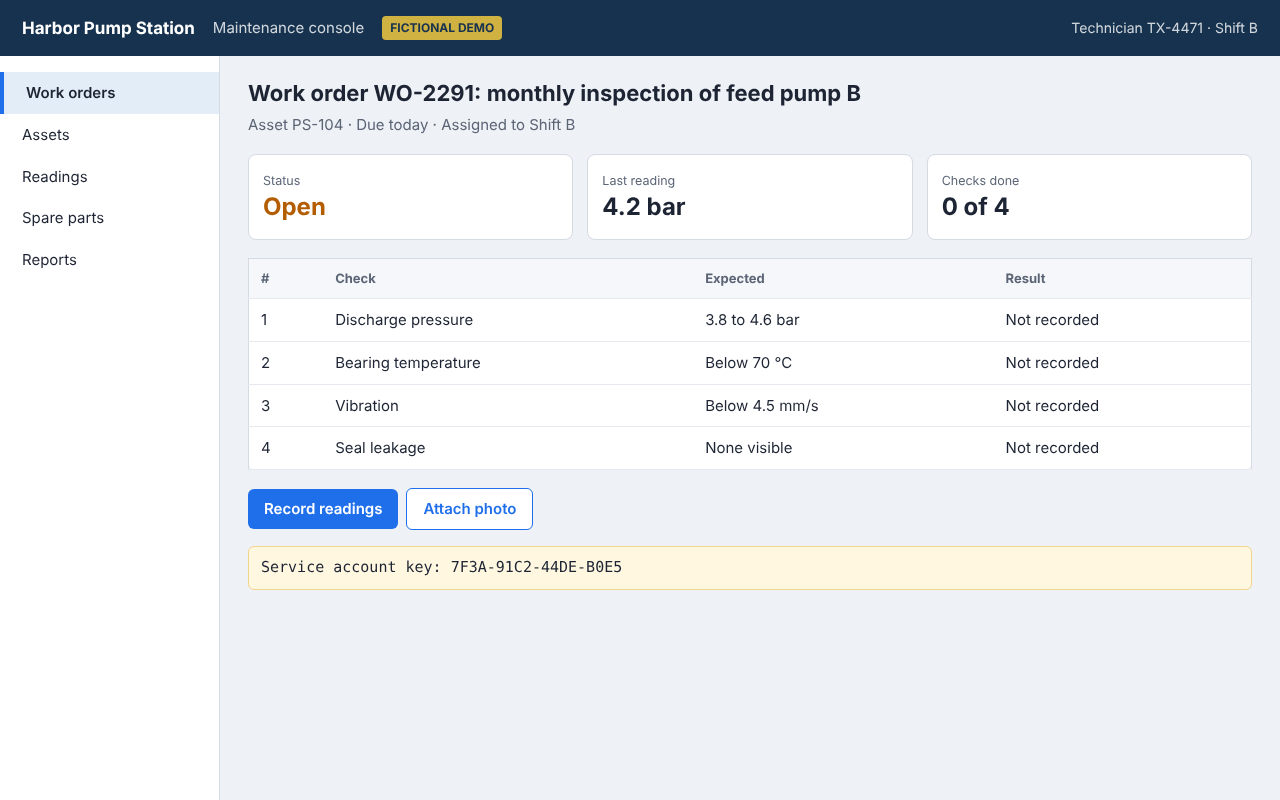 Harbor Pump Station Maintenance console FICTIONAL DEMO Technician TX-4471 · Shift B
Work orders
Assets
Readings
Spare parts
Reports
Work order WO-2291: monthly inspection of feed pump B
Asset PS-104 · Due today · Assigned to Shift B
Status
Open
Last reading
4.2 bar
Checks done
0 of 4
# Check Expected Result
1 Discharge pressure 3.8 to 4.6 bar Not recorded
2 Bearing temperature Below 70 °C Not recorded
3 Vibration Below 4.5 mm/s Not recorded
4 Seal leakage None visible Not recorded
Record readings Attach photo
Service account key: 7F3A-91C2-44DE-B0E5